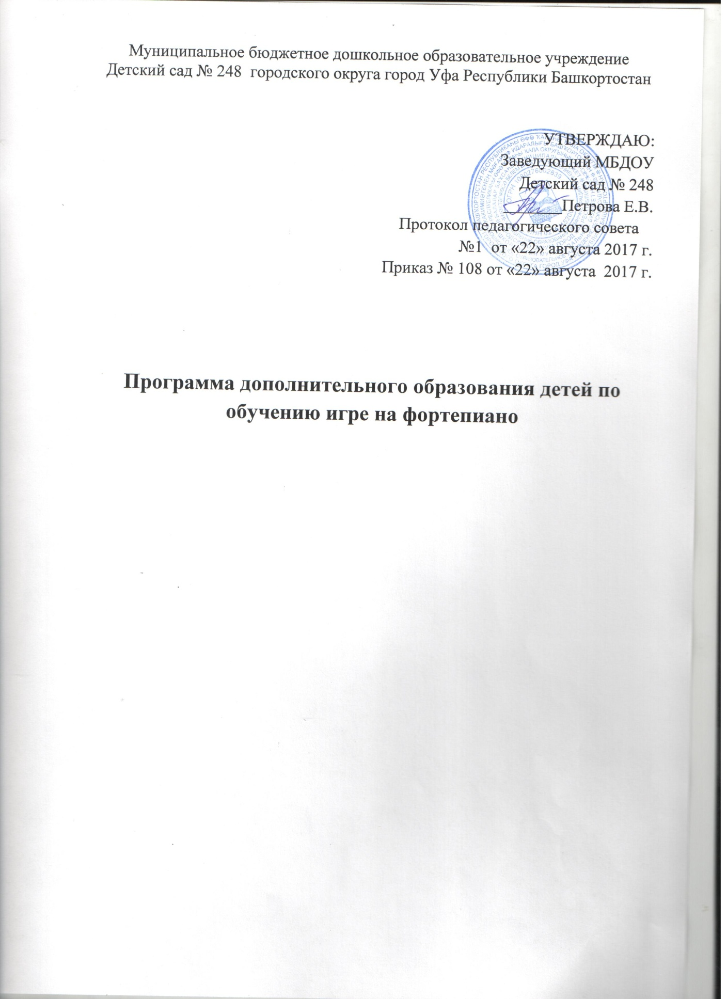 Муниципальное бюджетное дошкольное образовательное учреждение
Детский сад № 248 городского округа город Уфа Республики Башкортостан
УТВЕРЖДАЮ:
Заведующий МБДОУ
Детский сад № 248
Петрова Е.В.
Протокол педагогического совета
№1 от «22» августа 2017 г.
Приказ № 108 от «22» августа 2017 г.
Программа дополнительного образования детей по
обучению игре на фортепиано